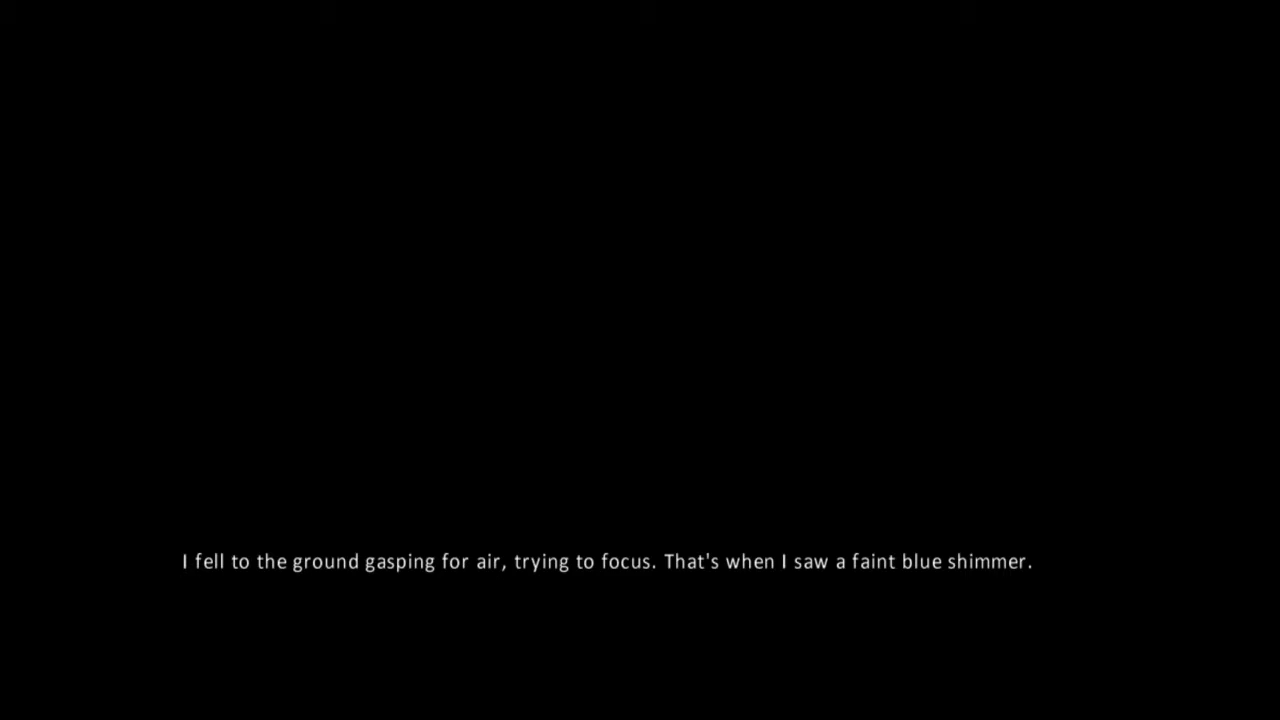 I fell to the ground gasping for air, trying to focus. That's when I saw a faint blue shimmer.